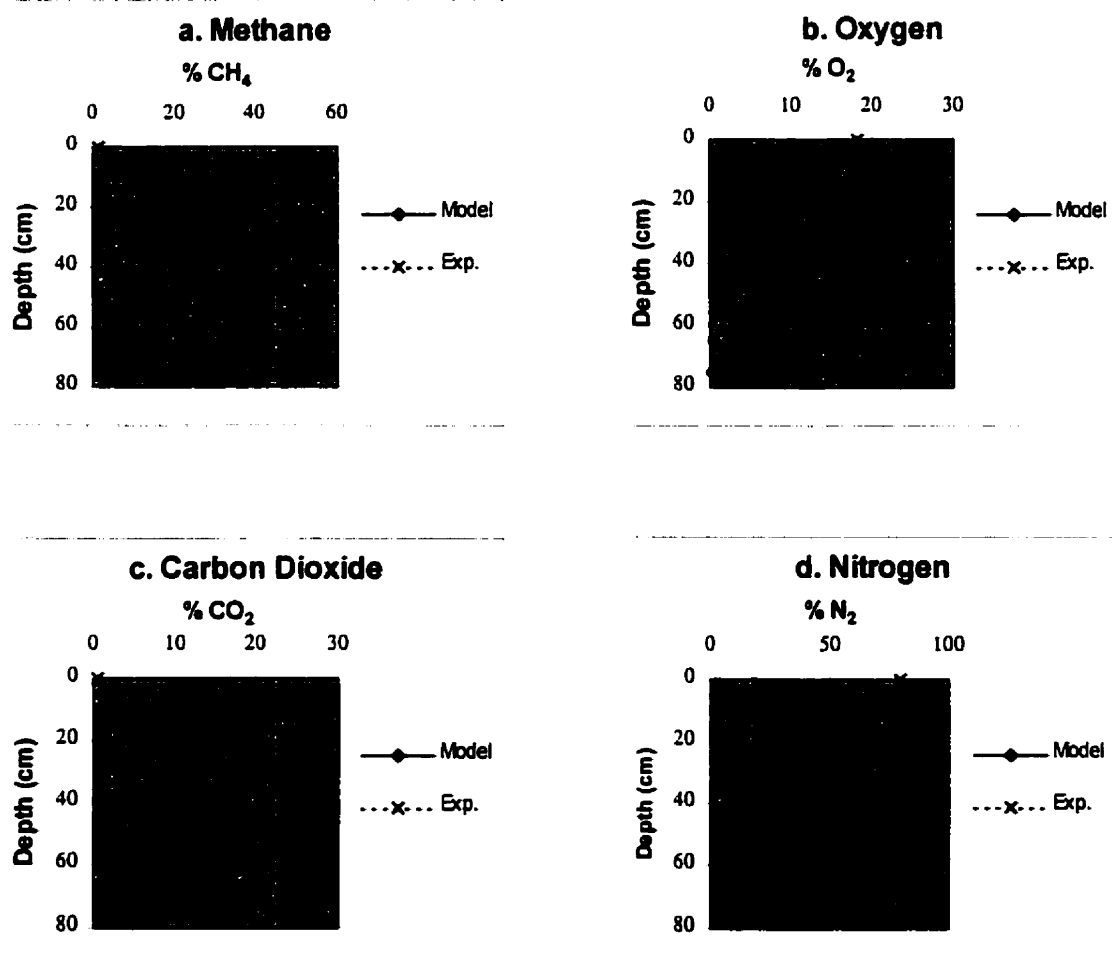 a. Methane
% CH₄
0 20 40 60
0
20
40
60
80
Depth (cm)
Model
Exp.
b. Oxygen
% O₂
0 10 20 30
0
20
40
60
80
Depth (cm)
Model
Exp.
c. Carbon Dioxide
% CO₂
0 10 20 30
0
20
40
60
80
Depth (cm)
Model
Exp.
d. Nitrogen
% N₂
0 50 100
0
20
40
60
80
Depth (cm)
Model
Exp.